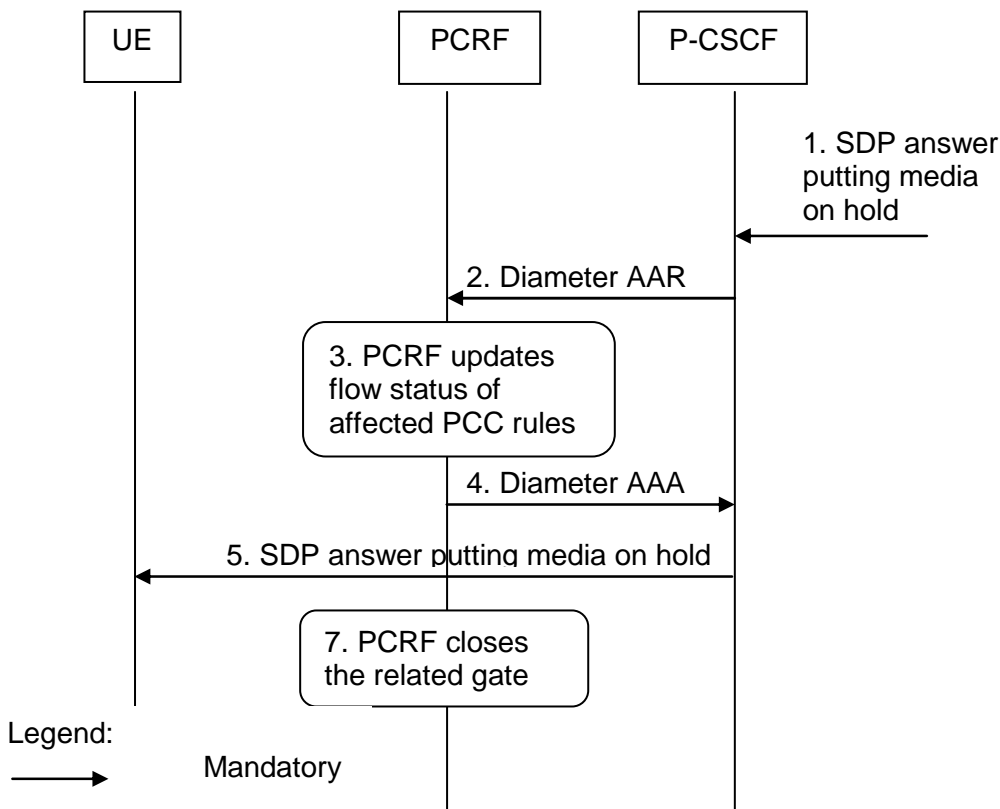 UE
PCRF
P-CSCF
1. SDP answer
putting media
on hold
2. Diameter AAR
3. PCRF updates
flow status of
affected PCC rules
4. Diameter AAA
5. SDP answer putting media on hold
7. PCRF closes
the related gate
Legend:
Mandatory